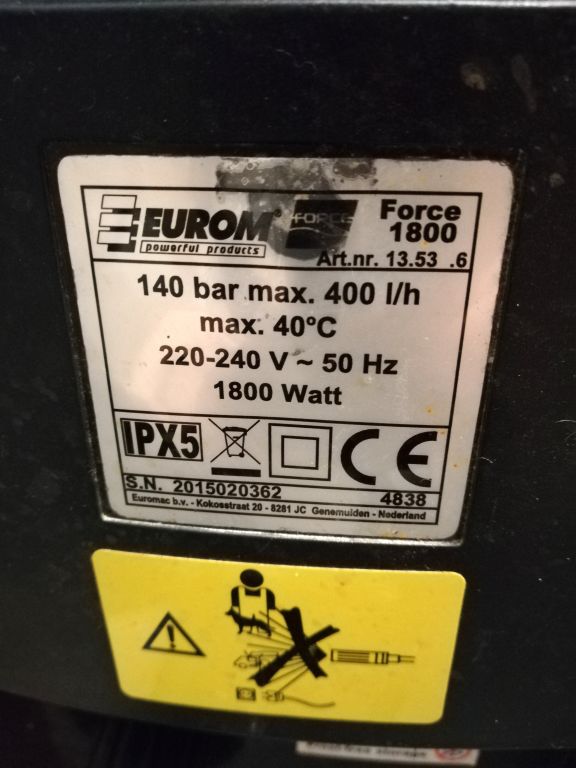 EUROM
powerful products
FORCE
Force
1800
Art.nr. 13.53 .6
140 bar max. 400 l/h
max. 40°C
220-240 V ~ 50 Hz
1800 Watt
IPX5
CE
S.N. 2015020362
4838
Euromac b.v. - Kokosstraat 20 - 8281 JC Genemuiden - Nederland